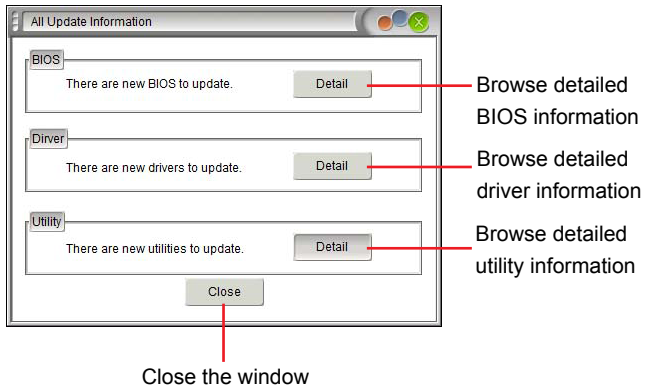 All Update Information
BIOS
There are new BIOS to update.
Detail
Browse detailed
BIOS information
Dirver
There are new drivers to update.
Detail
Browse detailed
driver information
Utility
There are new utilities to update.
Detail
Browse detailed
utility information
Close
Close the window